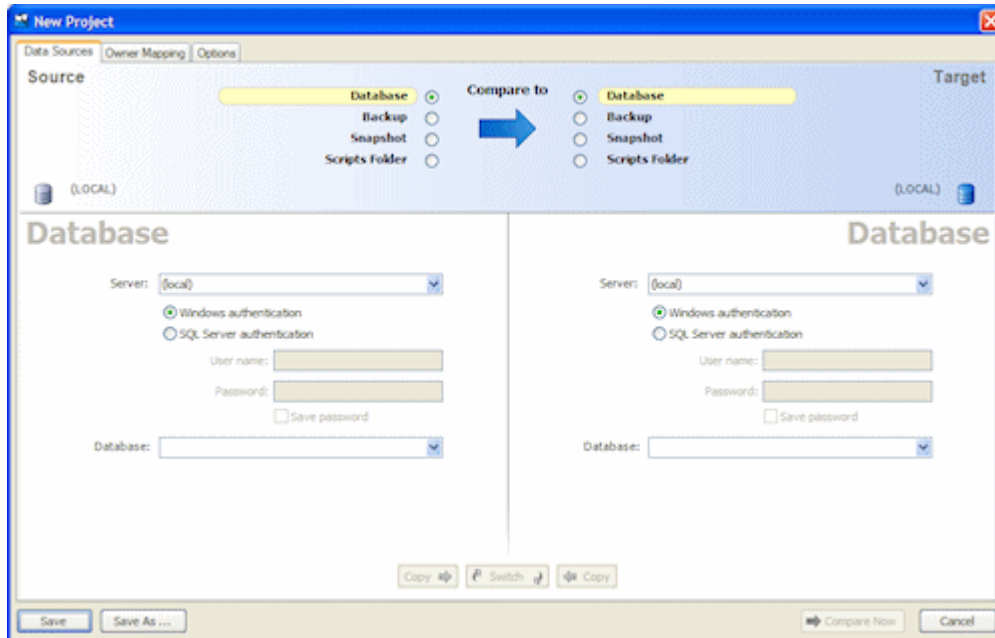 New Project
Data Sources Owner Mapping Options
Source Target
Compare to
Database Database
Backup Backup
Snapshot Snapshot
Scripts Folder Scripts Folder
(LOCAL) (LOCAL)
Database Database
Server: (local) Server: (local)
Windows authentication Windows authentication
SQL Server authentication SQL Server authentication
User name: User name:
Password: Password:
Save password Save password
Database: Database:
Copy Switch Copy
Save Save As ... Compare Now Cancel